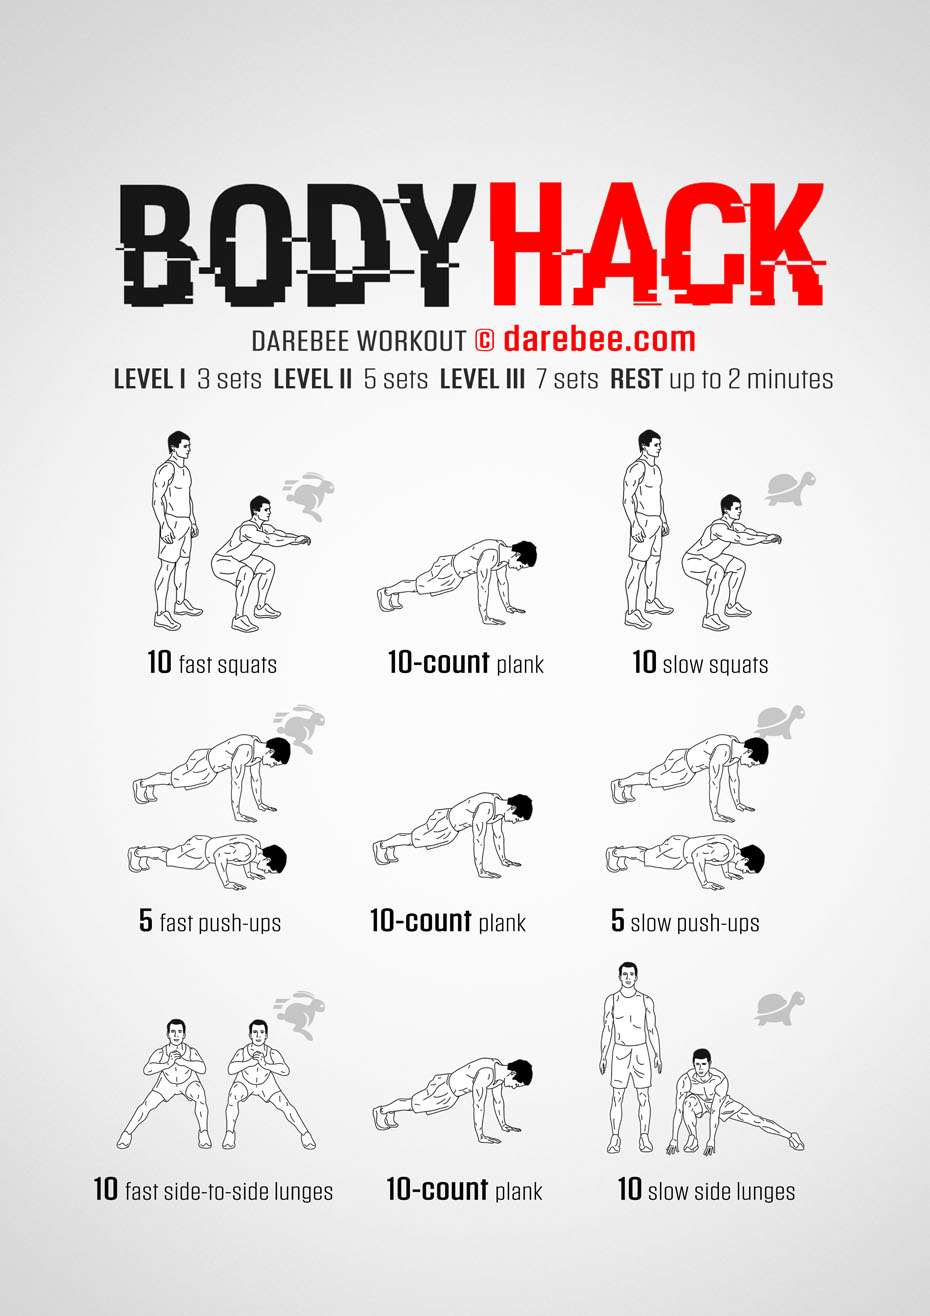 BODY HACK
DAREBEE WORKOUT © darebee.com
LEVEL I 3 sets LEVEL II 5 sets LEVEL III 7 sets REST up to 2 minutes
10 fast squats
10-count plank
10 slow squats
5 fast push-ups
10-count plank
5 slow push-ups
10 fast side-to-side lunges
10-count plank
10 slow side lunges